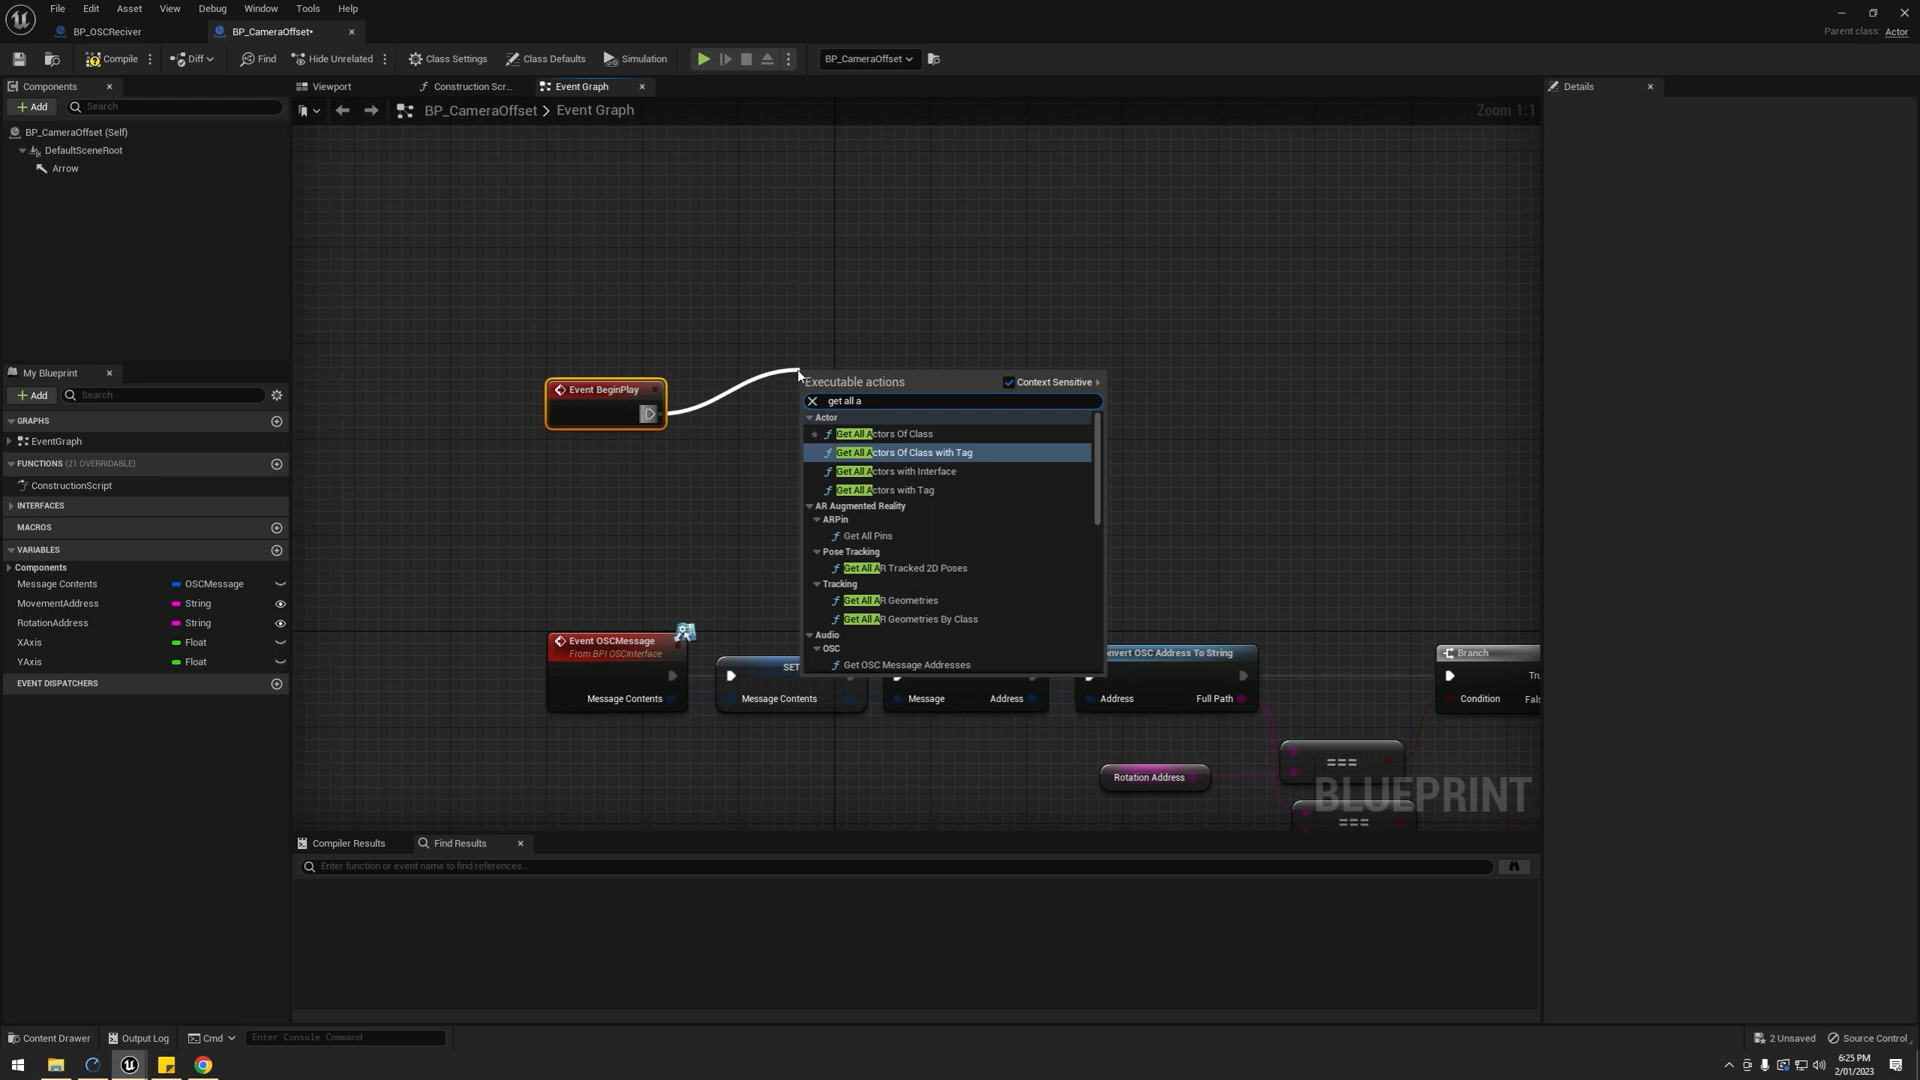 File Edit Asset View Debug Window Tools Help
BP_OSCReciver BP_CameraOffset• Parent class: Actor
Compile Diff Find Hide Unrelated Class Settings Class Defaults Simulation BP_CameraOffset
Components Viewport Construction Scr... Event Graph Details
Add Search BP_CameraOffset > Event Graph Zoom 1:1
BP_CameraOffset (Self)
DefaultSceneRoot
Arrow
My Blueprint
Add Search
GRAPHS
EventGraph
FUNCTIONS (21 OVERRIDABLE)
ConstructionScript
INTERFACES
MACROS
VARIABLES
Components
Message Contents OSCMessage
MovementAddress String
RotationAddress String
XAxis Float
YAxis Float
EVENT DISPATCHERS
Event BeginPlay
Executable actions Context Sensitive
get all a
Actor
Get All Actors Of Class
Get All Actors Of Class with Tag
Get All Actors with Interface
Get All Actors with Tag
AR Augmented Reality
ARPin
Get All Pins
Pose Tracking
Get All AR Tracked 2D Poses
Tracking
Get All AR Geometries
Get All AR Geometries By Class
Audio
OSC
Get OSC Message Addresses
Event OSCMessage
From BPI OSCInterface
Message Contents
SET
Message Contents
Message Address
onvert OSC Address To String
Address Full Path
Branch
Tru
Condition Fals
Rotation Address
===
===
BLUEPRINT
Compiler Results Find Results
Enter function or event name to find references...
Content Drawer Output Log Cmd Enter Console Command 2 Unsaved Source Control
6:25 PM
2/01/2023